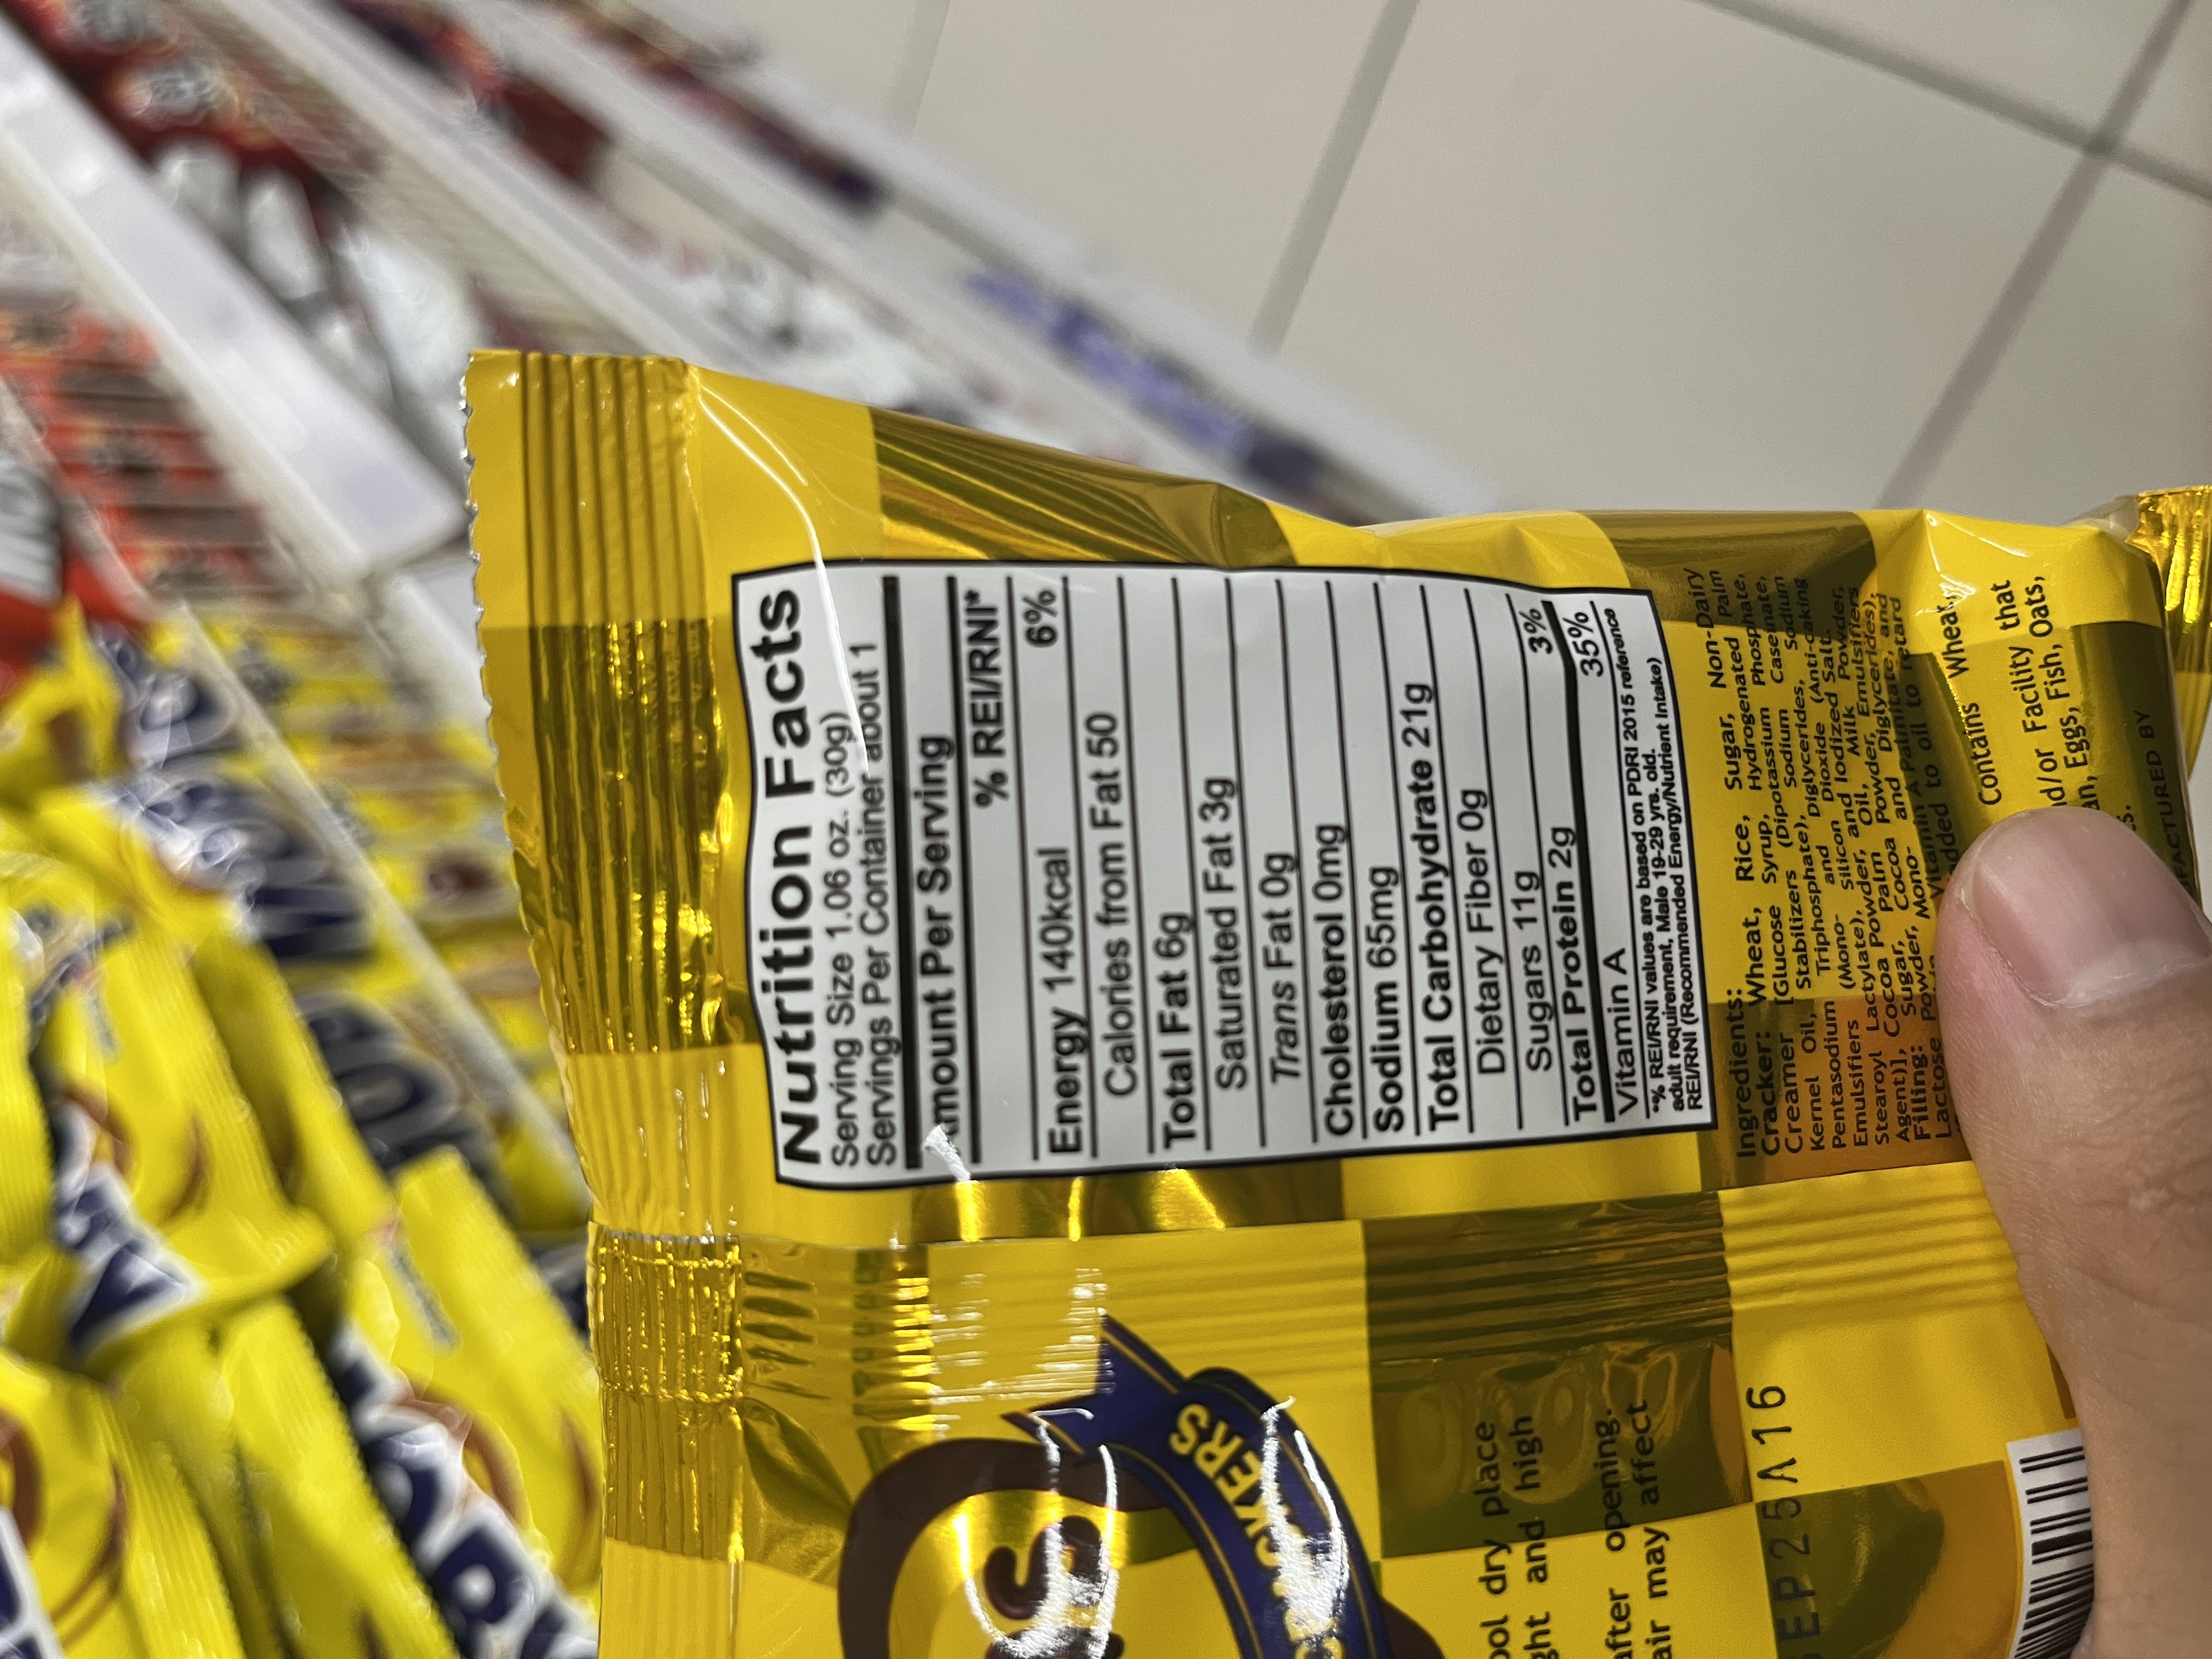 Nutrition Facts
Serving Size 1.06 oz. (30g)
Servings Per Container about 1
Amount Per Serving
% REI/RNI*
Energy 140kcal 6%
Calories from Fat 50
Total Fat 6g
Saturated Fat 3g
Trans Fat 0g
Cholesterol 0mg
Sodium 65mg
Total Carbohydrate 21g
Dietary Fiber 0g
Sugars 11g
Total Protein 2g 3%
Vitamin A 35%
*% REI/RNI values are based on PDRI 2015 reference
adult requirement, Male 19-29 yrs. old.
REI/RNI (Recommended Energy/Nutrient Intake)
Ingredients:
Cracker: Wheat, Rice, Sugar, Non-Dairy
Creamer [Glucose Syrup, Hydrogenated Palm
Kernel Oil, Stabilizers (Dipotassium Phosphate,
Pentasodium Triphosphate), Sodium Caseinate,
Emulsifiers (Mono- and Diglycerides, Sodium
Stearoyl Lactylate), Silicon Dioxide (Anti-caking
Agent)], Cocoa Powder, and Iodized Salt.
Filling: Sugar, Palm Oil, Milk Powder,
Lactose Powder, Cocoa Powder, Emulsifiers
Mono- and Diglycerides),
Vitamin A Palmitate, and
added to oil to retard
Contains Wheat,
Facility that
Eggs, Fish, Oats,
BY
CRACKERS
dry place
and high
after opening.
air may affect
SEP25A16